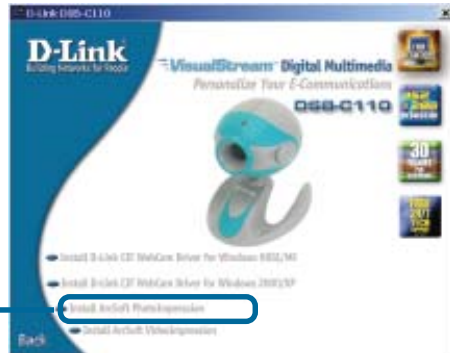 D-Link DSB-C110
D-Link
Building Networks for People
VisualStream Digital Multimedia
Personalize Your E-Communications
DSB-C110
Install D-Link CIF WebCam Driver for Windows 98SE/ME
Install D-Link CIF WebCam Driver for Windows 2000/XP
Install ArcSoft PhotoImpression
Install ArcSoft VideoImpression
Back
30